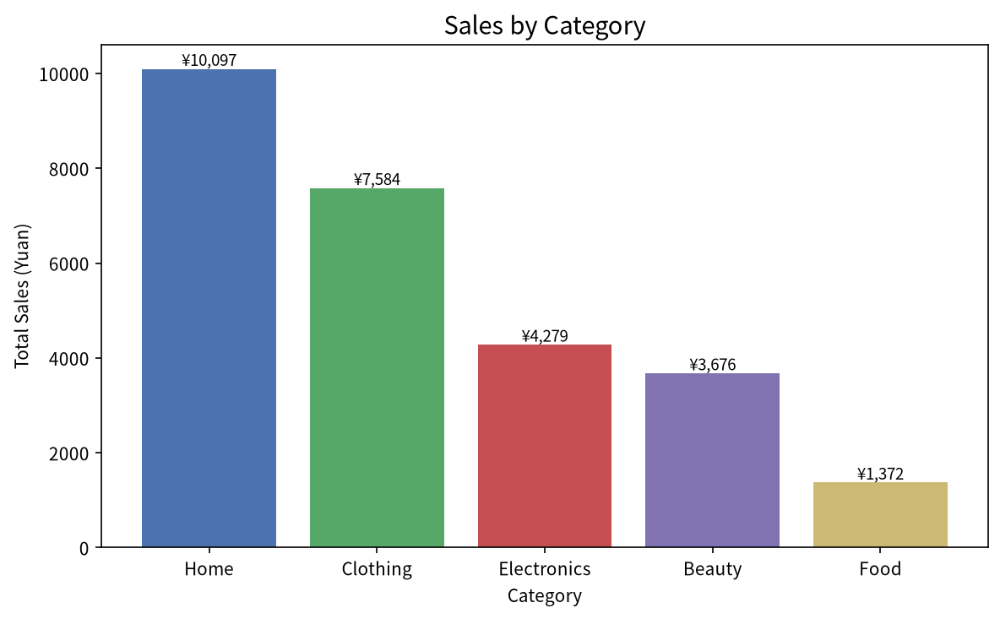 Sales by Category
Total Sales (Yuan)
10000
8000
6000
4000
2000
0
¥10,097
¥7,584
¥4,279
¥3,676
¥1,372
Home
Clothing
Electronics
Beauty
Food
Category